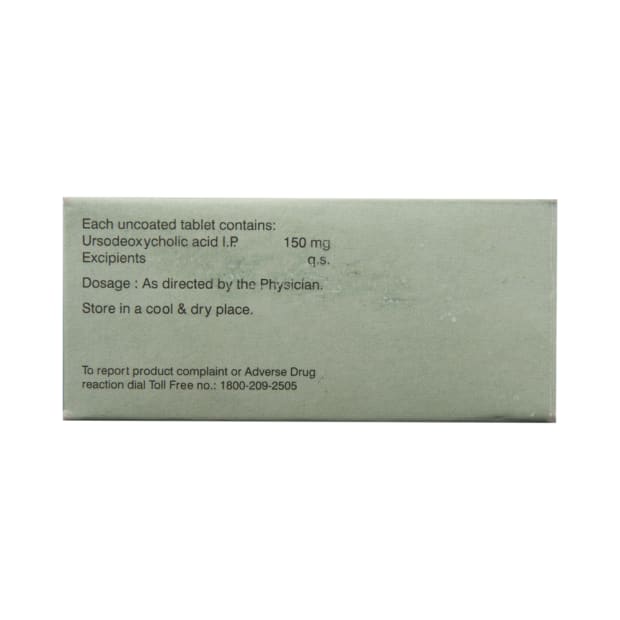 Each uncoated tablet contains:
Ursodeoxycholic acid I.P. 150 mg
Excipients q.s.
Dosage : As directed by the Physician.
Store in a cool & dry place.
To report product complaint or Adverse Drug
reaction dial Toll Free no.: 1800-209-2505